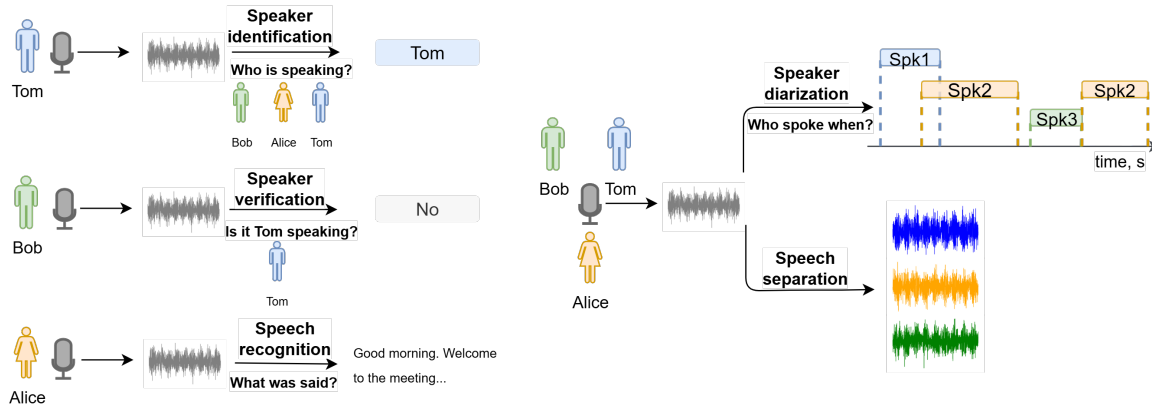 Tom
Speaker
identification
Who is speaking?
Bob
Alice
Tom
Tom
Bob
Speaker
verification
Is it Tom speaking?
Tom
No
Alice
Speech
recognition
What was said?
Good morning. Welcome
to the meeting...
Bob
Tom
Alice
Speaker
diarization
Who spoke when?
Spk1
Spk2
Spk3
Spk2
time, s
Speech
separation